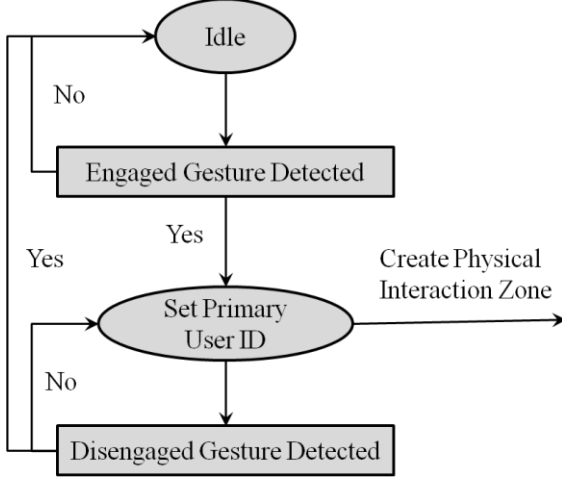 Idle
No
Engaged Gesture Detected
Yes
Yes
Create Physical
Interaction Zone
Set Primary
User ID
No
Disengaged Gesture Detected